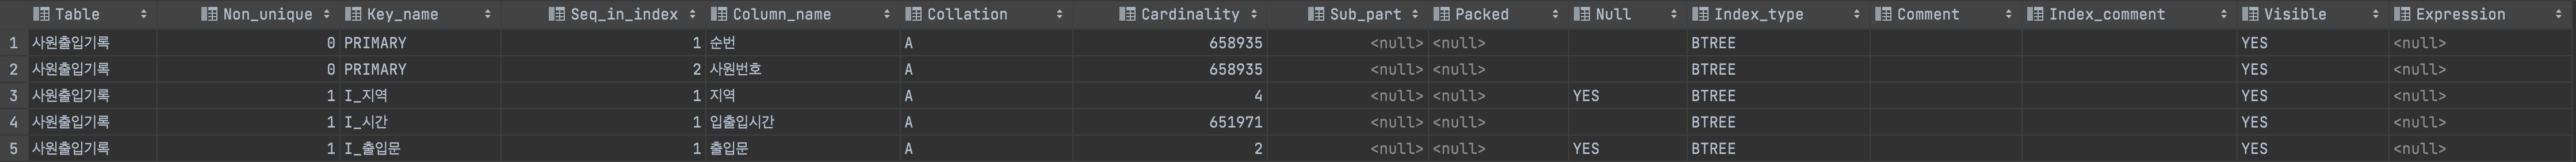 Table Non_unique Key_name Seq_in_index Column_name Collation Cardinality Sub_part Packed Null Index_type Comment Index_comment Visible Expression
1 사원출입기록 0 PRIMARY 1 순번 A 658935 <null> <null> BTREE YES <null>
2 사원출입기록 0 PRIMARY 2 사원번호 A 658935 <null> <null> BTREE YES <null>
3 사원출입기록 1 I_지역 1 지역 A 4 <null> <null> YES BTREE YES <null>
4 사원출입기록 1 I_시간 1 입출입시간 A 651971 <null> <null> BTREE YES <null>
5 사원출입기록 1 I_출입문 1 출입문 A 2 <null> <null> YES BTREE YES <null>